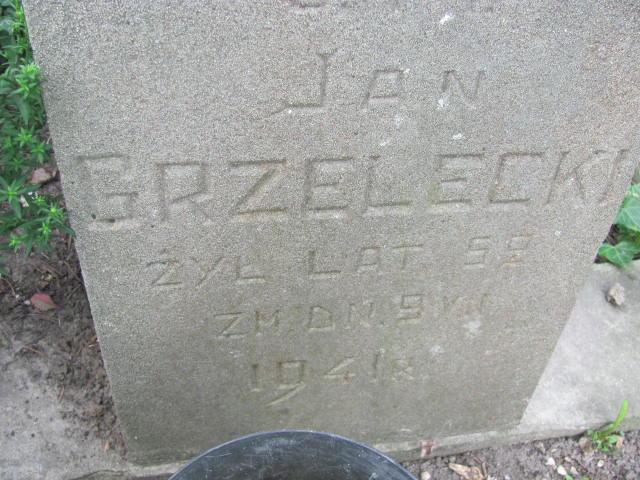 JAN
GRZELECKI
ŻYŁ LAT
ZM. DN. 9
1941 R.